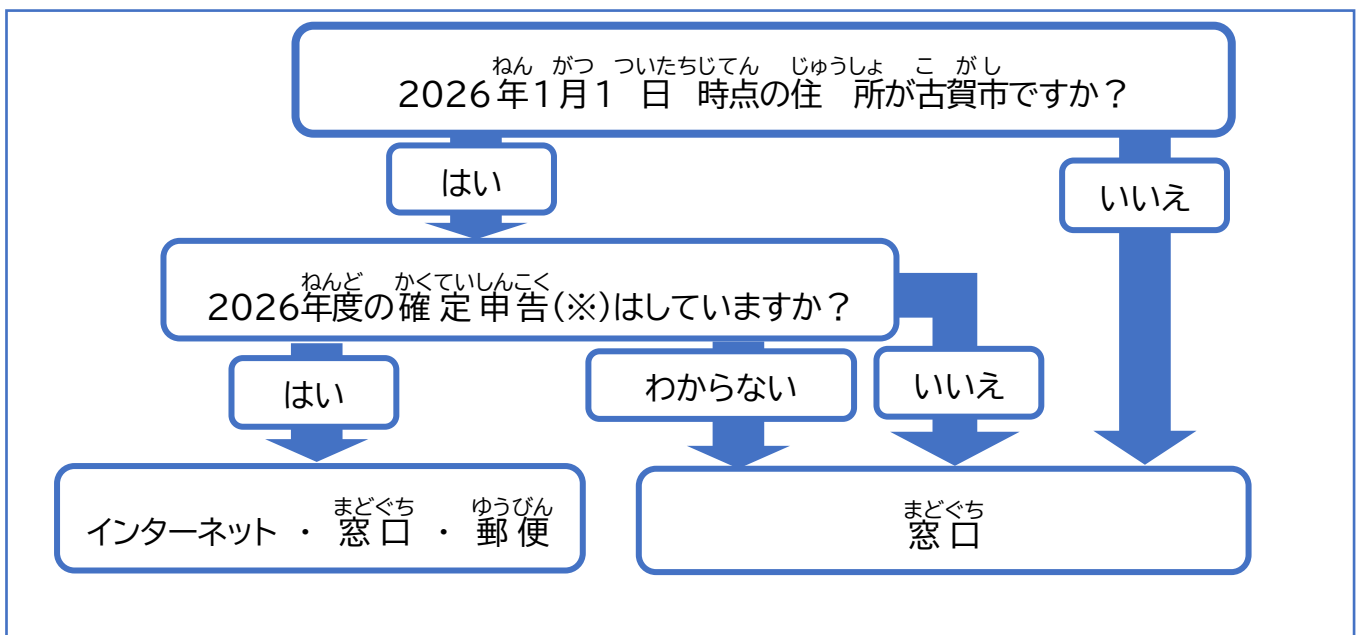 ねん がつ ついたちじてん じゅうしょ こ がし
2026年1月1日 時点の住所が古賀市ですか？
はい
いいえ
ねんど かくていしんこく
2026年度の確定申告(※)はしていますか？
はい
わからない
いいえ
まどぐち ゆうびん
インターネット ・ 窓口 ・ 郵便
まどぐち
窓口